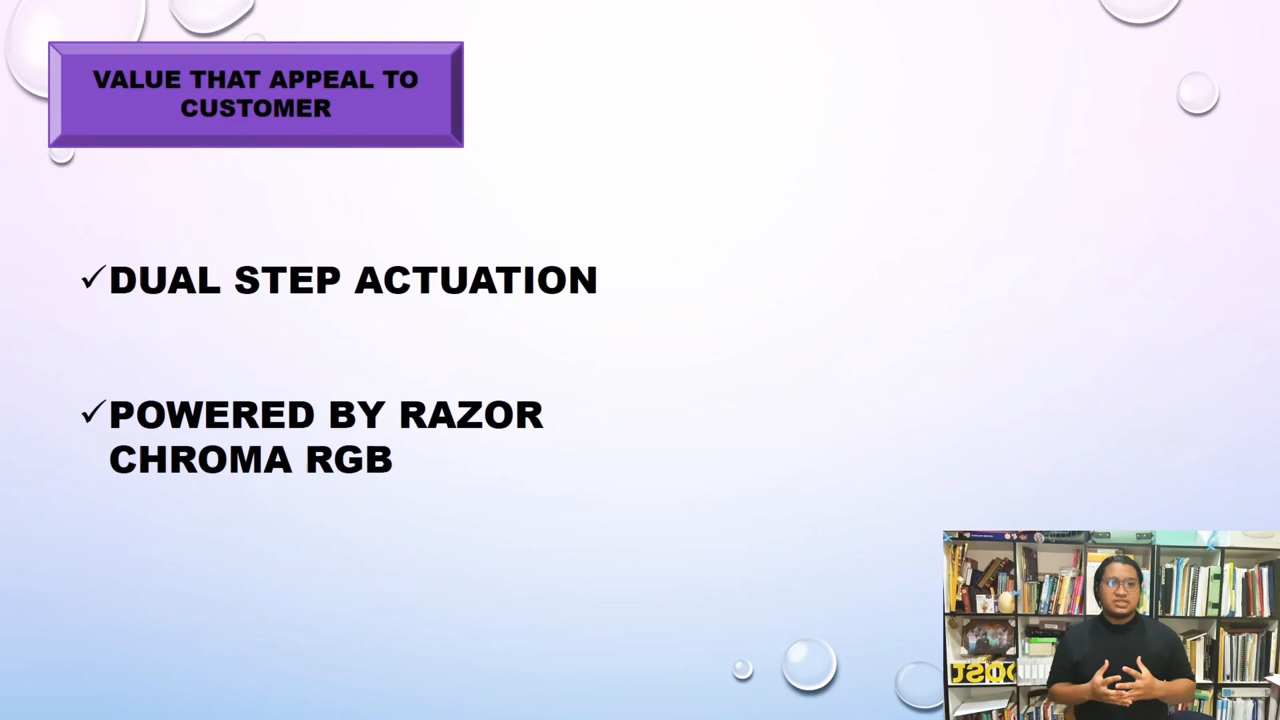 VALUE THAT APPEAL TO
CUSTOMER
✓DUAL STEP ACTUATION
✓POWERED BY RAZOR
CHROMA RGB